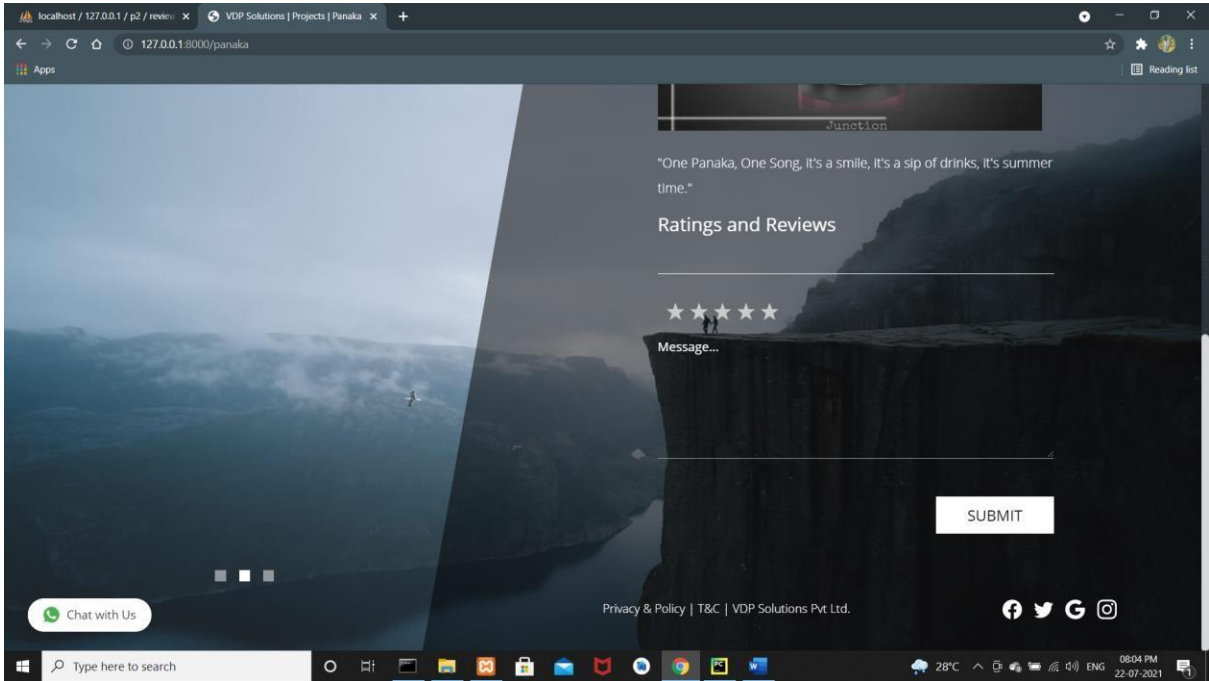 localhost / 127.0.0.1 / p2 / review
VDP Solutions | Projects | Panaka
127.0.0.1:8000/panaka
Apps
Reading list
Junction
"One Panaka, One Song, it's a smile, it's a sip of drinks, it's summer
time."
Ratings and Reviews
Message...
SUBMIT
Chat with Us
Privacy & Policy | T&C | VDP Solutions Pvt Ltd.
Type here to search
28°C
ENG
08:04 PM
22-07-2021